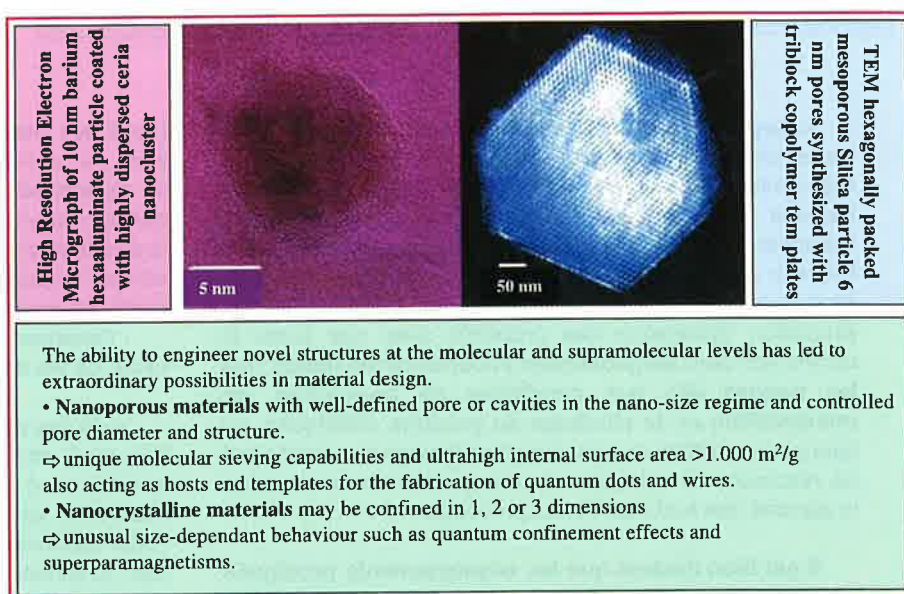 High Resolution Electron
Micrograph of 10 nm barium
hexaaluminate particle coated
with highly dispersed ceria
nanocluster
5 nm
50 nm
TEM hexagonally packed
mesoporous Silica particle 6
nm pores synthesized with
triblock copolymer tem plates
The ability to engineer novel structures at the molecular and supramolecular levels has led to
extraordinary possibilities in material design.
• Nanoporous materials with well-defined pore or cavities in the nano-size regime and controlled
pore diameter and structure.
⇨ unique molecular sieving capabilities and ultrahigh internal surface area >1.000 m²/g
also acting as hosts end templates for the fabrication of quantum dots and wires.
• Nanocrystalline materials may be confined in 1, 2 or 3 dimensions
⇨ unusual size-dependant behaviour such as quantum confinement effects and
superparamagnetisms.